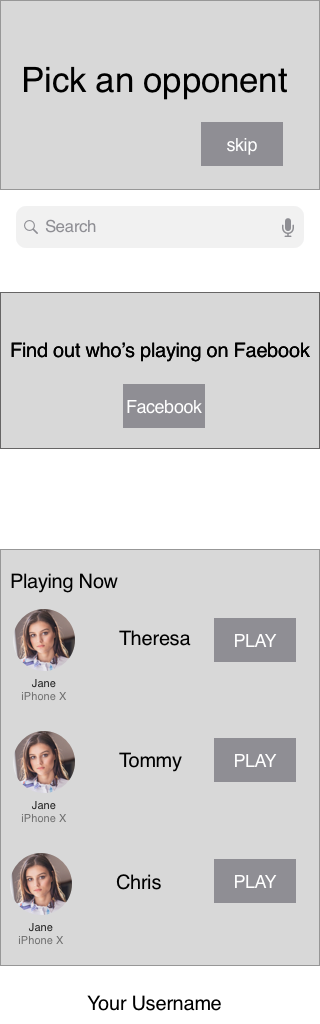 Pick an opponent
skip
Search
Find out who's playing on Faebook
Facebook
Playing Now
Theresa
PLAY
Jane
iPhone X
Tommy
PLAY
Jane
iPhone X
Chris
PLAY
Jane
iPhone X
Your Username